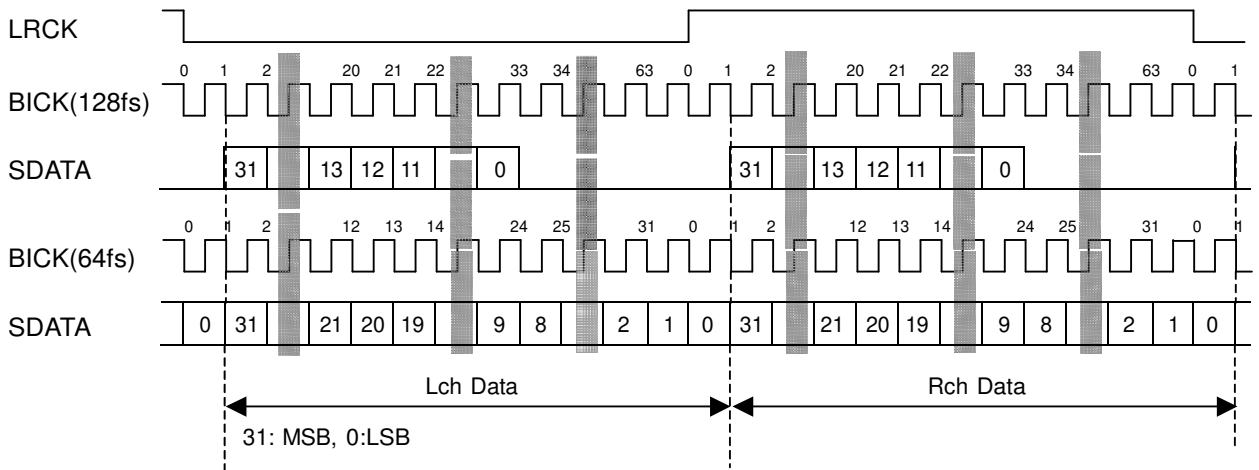 LRCK
0 1 2 20 21 22 33 34 63 0 1 2 20 21 22 33 34 63 0 1
BICK(128fs)
SDATA 31 13 12 11 0 31 13 12 11 0
0 1 2 12 13 14 24 25 31 0 1 2 12 13 14 24 25 31 0 1
BICK(64fs)
SDATA 0 31 21 20 19 9 8 2 1 0 31 21 20 19 9 8 2 1 0
Lch Data Rch Data
31: MSB, 0:LSB